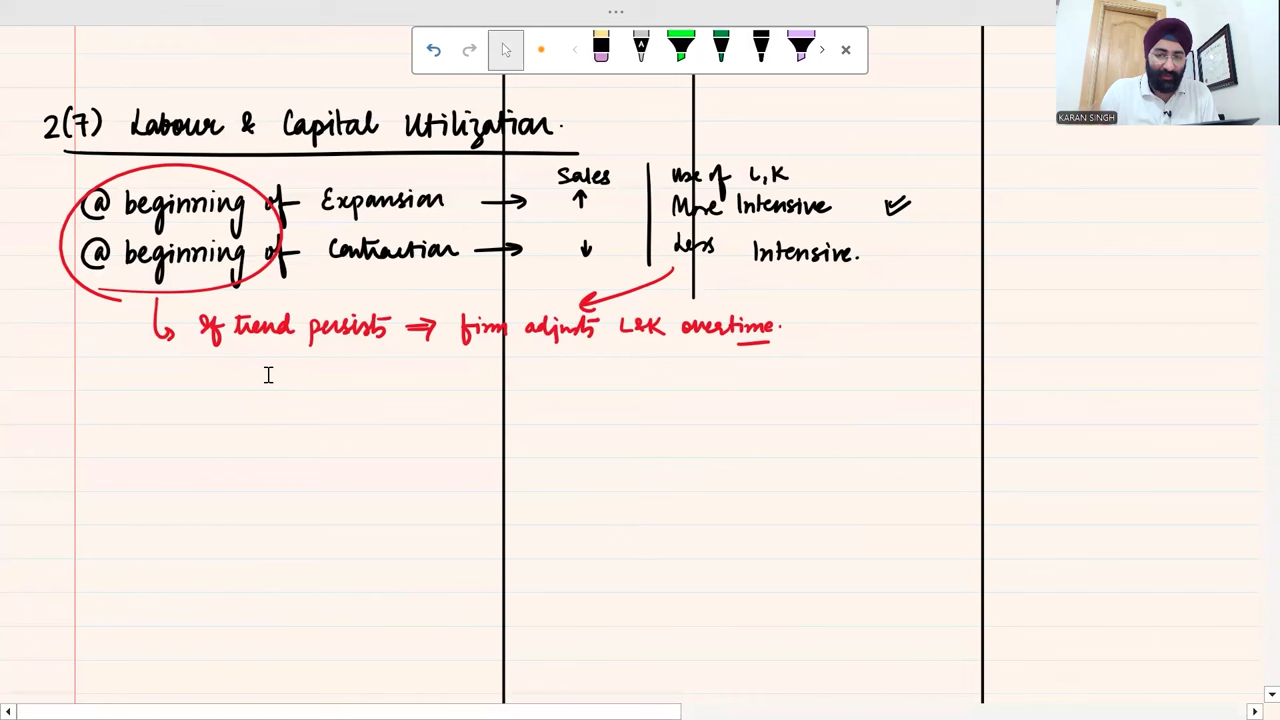 KARAN SINGH
2(7) Labour & Capital Utilization.
Sales
Use of L, K
@ beginning of Expansion → ↑ More Intensive ✓
@ beginning of Contraction → ↓ Less Intensive.
↳ If trend persists ⇒ firm adjusts L&K overtime.